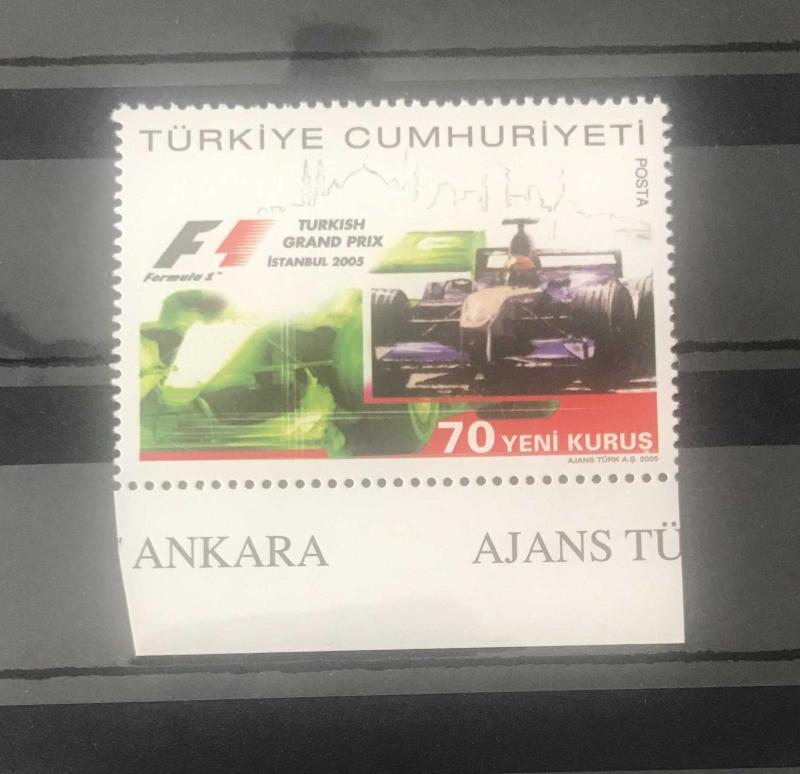 TÜRKİYE CUMHURİYETİ
POSTA
F1
Formula 1™
TURKISH
GRAND PRIX
İSTANBUL 2005
70 YENİ KURUŞ
AJANS TÜRK A.Ş. 2005
ANKARA AJANS TÜ